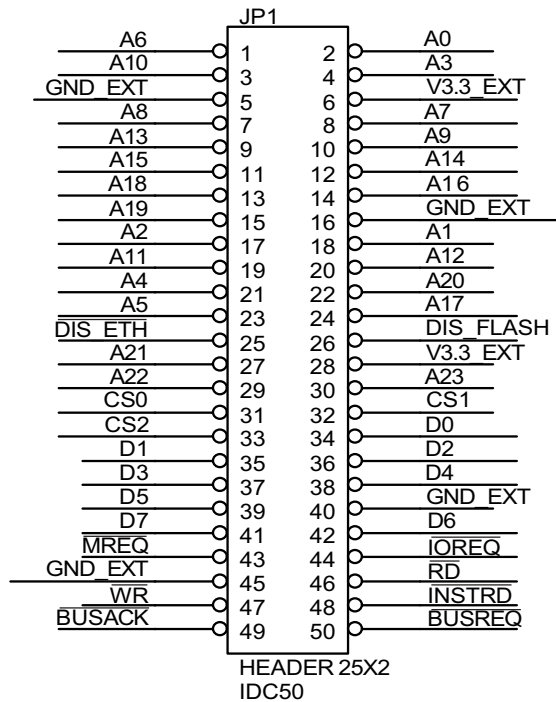 JP1
A6 1 2 A0
A10 3 4 A3
GND_EXT 5 6 V3.3_EXT
A8 7 8 A7
A13 9 10 A9
A15 11 12 A14
A18 13 14 A16
A19 15 16 GND_EXT
A2 17 18 A1
A11 19 20 A12
A4 21 22 A20
A5 23 24 A17
DIS_ETH 25 26 DIS_FLASH
A21 27 28 V3.3_EXT
A22 29 30 A23
CS0 31 32 CS1
CS2 33 34 D0
D1 35 36 D2
D3 37 38 D4
D5 39 40 GND_EXT
D7 41 42 D6
MREQ 43 44 IOREQ
GND_EXT 45 46 RD
WR 47 48 INSTRD
BUSACK 49 50 BUSREQ
HEADER 25X2
IDC50